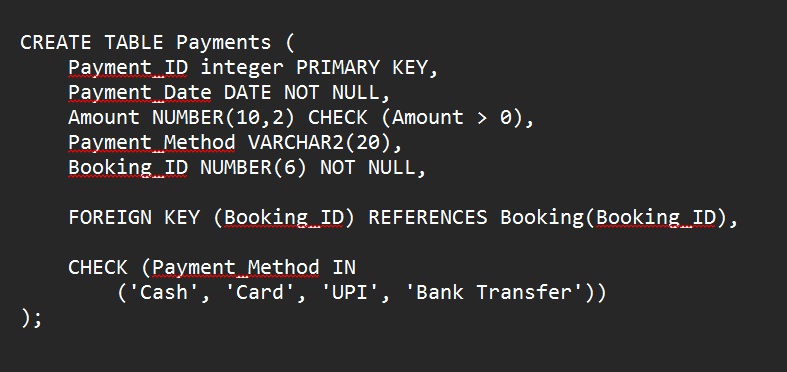 CREATE TABLE Payments (
Payment_ID integer PRIMARY KEY,
Payment_Date DATE NOT NULL,
Amount NUMBER(10,2) CHECK (Amount > 0),
Payment_Method VARCHAR2(20),
Booking_ID NUMBER(6) NOT NULL,
FOREIGN KEY (Booking_ID) REFERENCES Booking(Booking_ID),
CHECK (Payment_Method IN
('Cash', 'Card', 'UPI', 'Bank Transfer'))
);